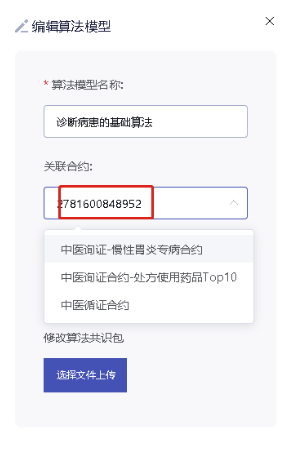 编辑算法模型
* 算法模型名称:
诊断病患的基础算法
关联合约:
2781600848952
中医询证-慢性胃炎专病合约
中医询证合约-处方使用药品Top10
中医循证合约
修改算法共识包
选择文件上传